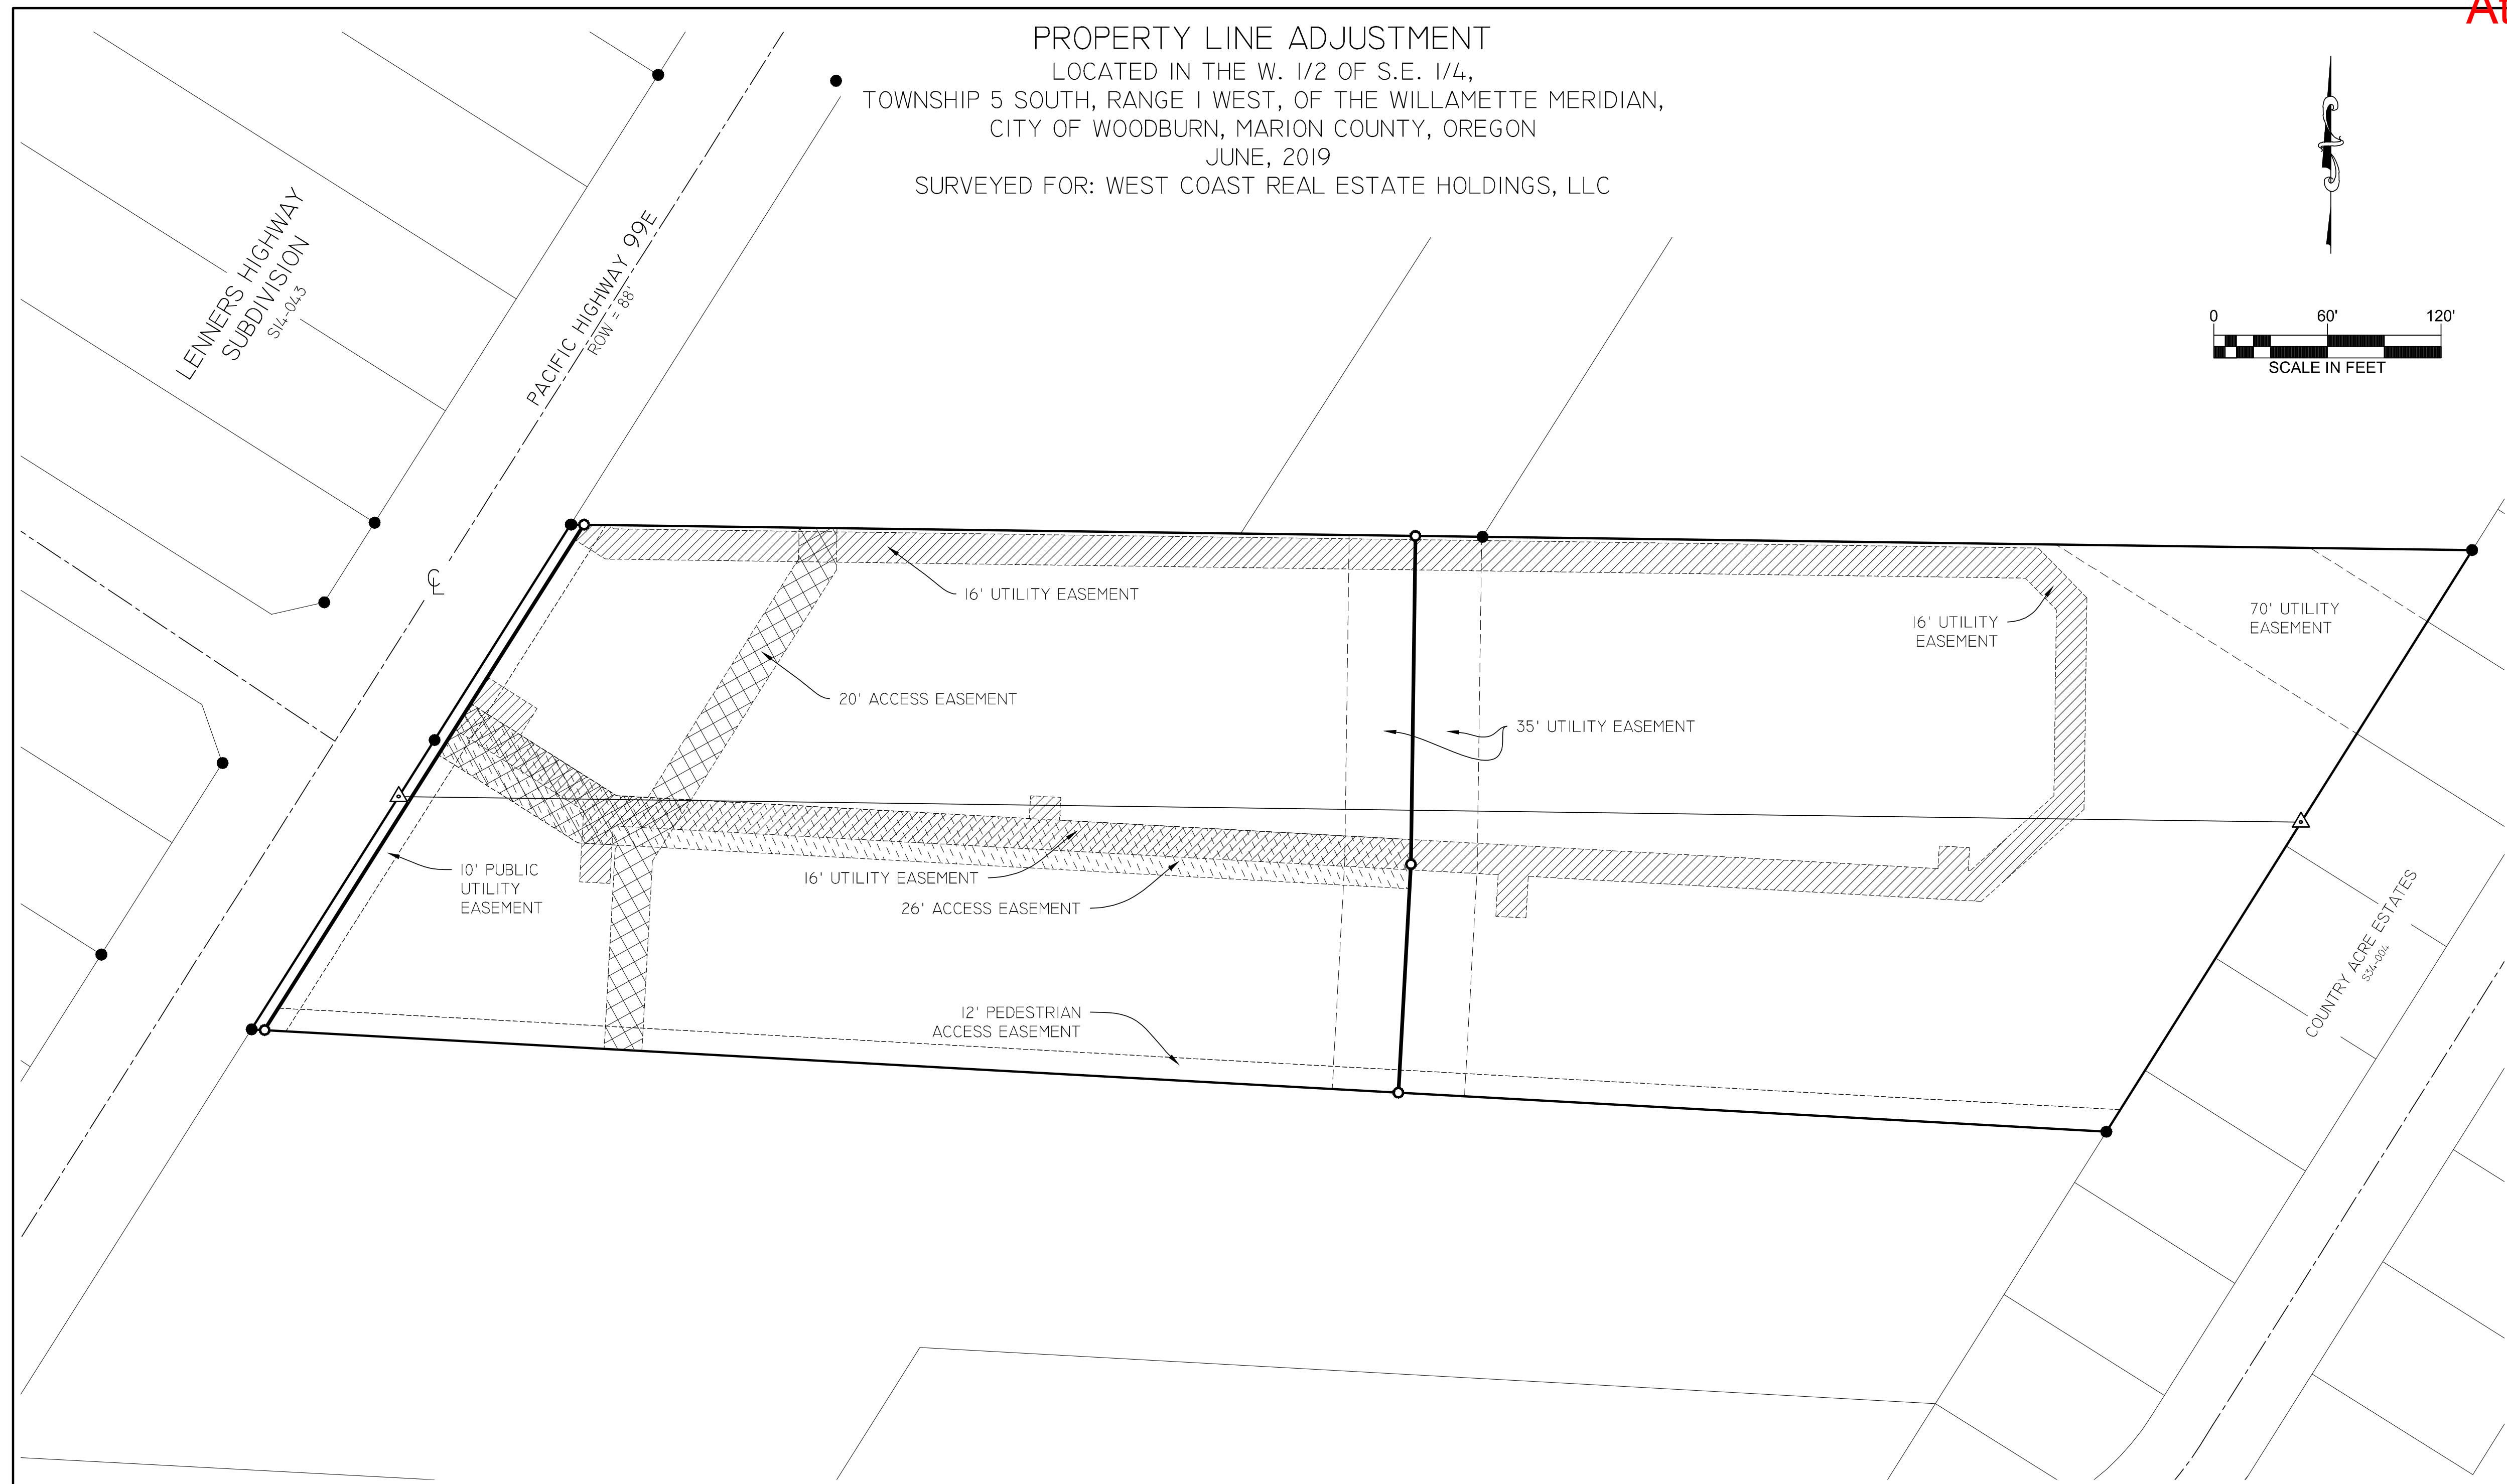 At
PROPERTY LINE ADJUSTMENT
LOCATED IN THE W. 1/2 OF S.E. 1/4,
TOWNSHIP 5 SOUTH, RANGE 1 WEST, OF THE WILLAMETTE MERIDIAN,
CITY OF WOODBURN, MARION COUNTY, OREGON
JUNE, 2019
SURVEYED FOR: WEST COAST REAL ESTATE HOLDINGS, LLC
LENNERS HIGHWAY
SUBDIVISION
S14-043
PACIFIC HIGHWAY 99E
ROW = 88'
0 60' 120'
SCALE IN FEET
CL
16' UTILITY EASEMENT
16' UTILITY
EASEMENT
70' UTILITY
EASEMENT
20' ACCESS EASEMENT
35' UTILITY EASEMENT
10' PUBLIC
UTILITY
EASEMENT
16' UTILITY EASEMENT
26' ACCESS EASEMENT
12' PEDESTRIAN
ACCESS EASEMENT
COUNTRY ACRE ESTATES
S34-004